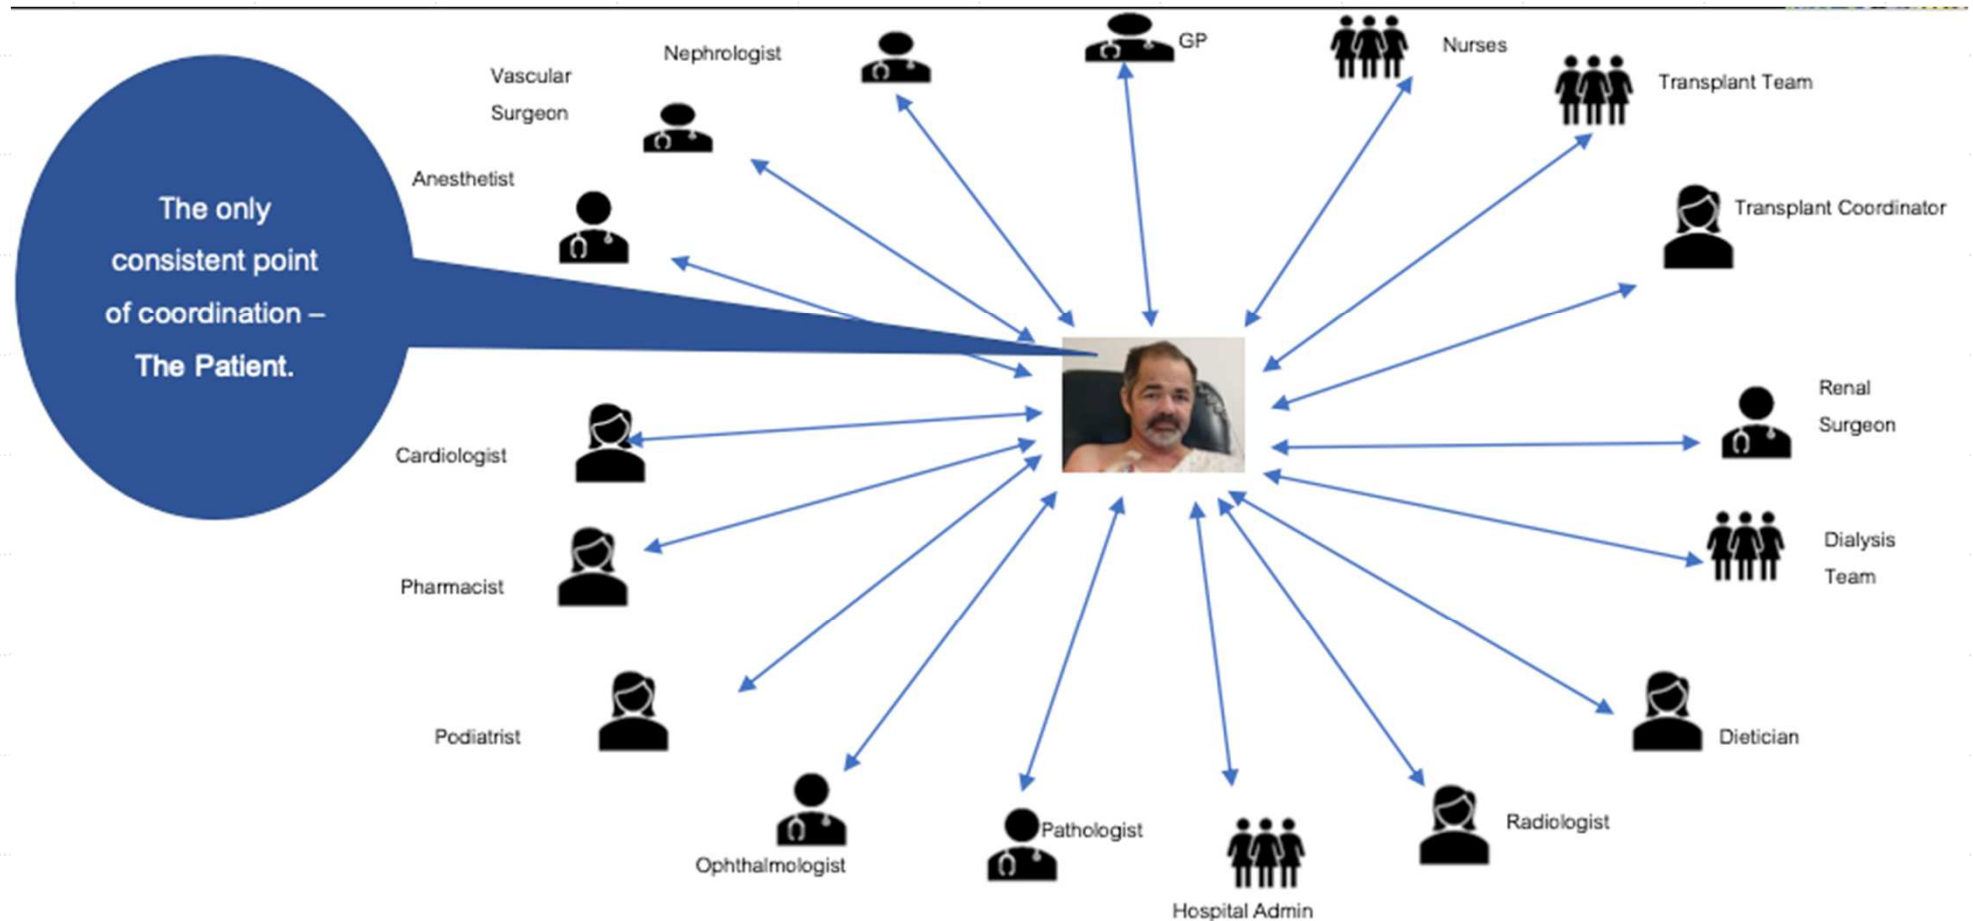 Nephrologist
GP
Nurses
Vascular
Surgeon
Transplant Team
Anesthetist
Transplant Coordinator
The only
consistent point
of coordination –
The Patient.
Renal
Surgeon
Cardiologist
Dialysis
Team
Pharmacist
Podiatrist
Dietician
Ophthalmologist
Pathologist
Radiologist
Hospital Admin